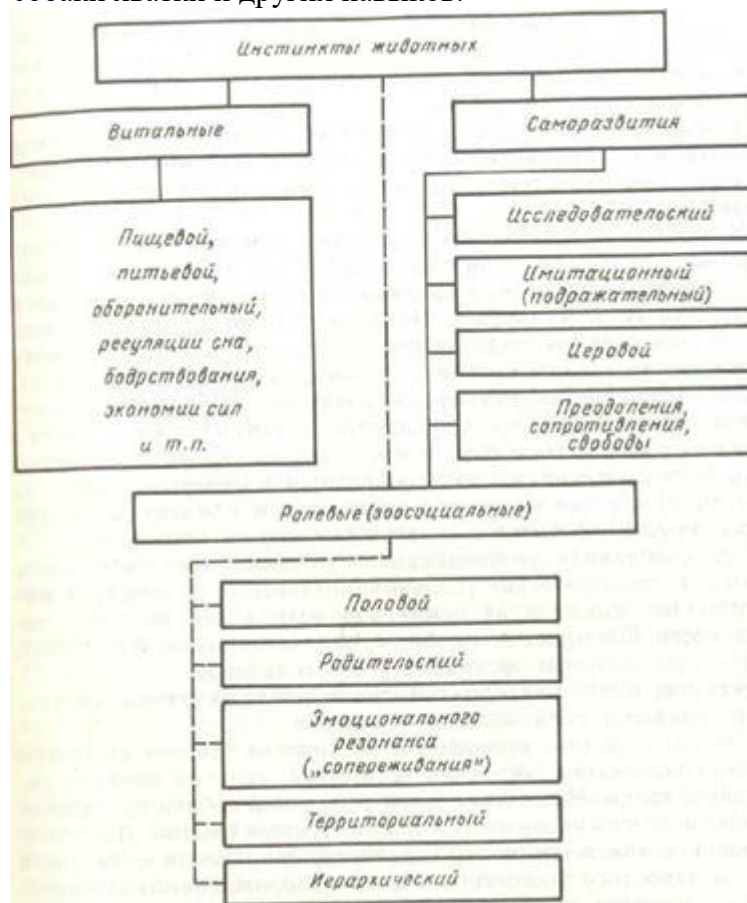 Инстинкты животных
Витальные
Саморазвития
Пищевой,
питьевой,
оборонительный,
регуляции сна,
бодрствования,
экономии сил
и т.п.
Исследовательский
Имитационный
(подражательный)
Игровой
Преодоления,
сопротивления,
свободы
Ролевые (зоосоциальные)
Половой
Родительский
Эмоционального
резонанса
(„сопереживания")
Территориальный
Иерархический